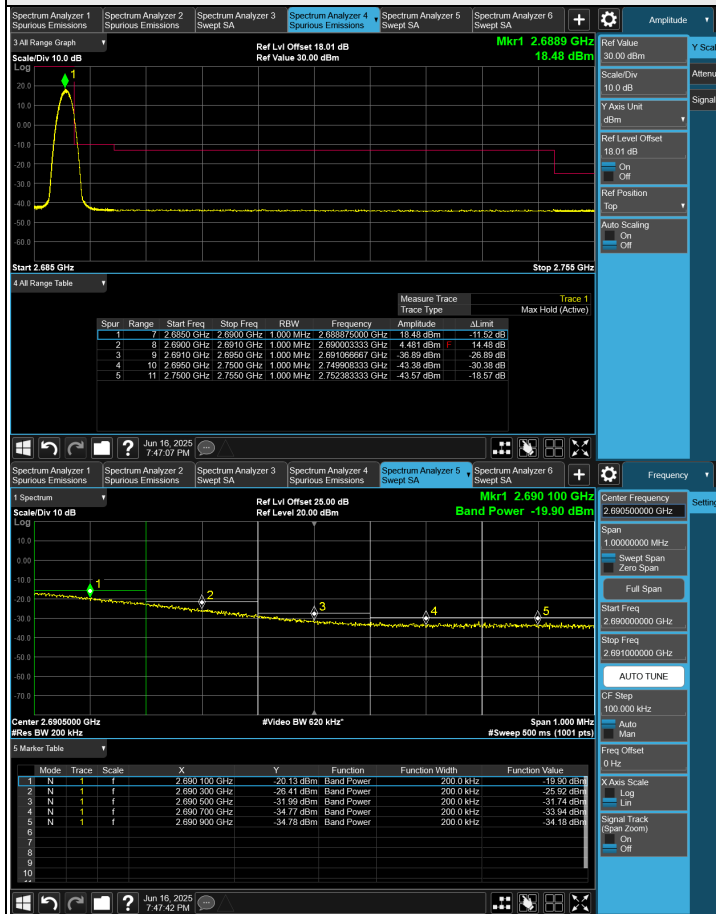 Spectrum Analyzer 1 Spectrum Analyzer 2 Spectrum Analyzer 3 Spectrum Analyzer 4 Spectrum Analyzer 5 Spectrum Analyzer 6 + Amplitude
Spurious Emissions Spurious Emissions Swept SA Spurious Emissions Swept SA Swept SA
3 All Range Graph Ref Lvl Offset 18.01 dB Mkr1 2.6889 GHz
Scale/Div 10.0 dB Ref Value 30.00 dBm 18.48 dBm
Log
1
20.0
10.0
0.00
-10.0
-20.0
-30.0
-40.0
-50.0
-60.0
Start 2.685 GHz Stop 2.755 GHz
Ref Value
30.00 dBm
Scale/Div
10.0 dB
Y Axis Unit
dBm
Ref Level Offset
18.01 dB
On
Off
Ref Position
Top
Auto Scaling
On
Off
Y Scal
Attenu
Signal
4 All Range Table
Measure Trace Trace 1
Trace Type Max Hold (Active)
Spur Range Start Freq Stop Freq RBW Frequency Amplitude ΔLimit
1 7 2.6850 GHz 2.6900 GHz 1.000 MHz 2.688875000 GHz 18.48 dBm -11.52 dB
2 8 2.6900 GHz 2.6910 GHz 1.000 MHz 2.690003333 GHz 4.481 dBm F 14.48 dB
3 9 2.6910 GHz 2.6950 GHz 1.000 MHz 2.691066667 GHz -36.89 dBm -26.89 dB
4 10 2.6950 GHz 2.7500 GHz 1.000 MHz 2.749908333 GHz -43.38 dBm -30.38 dB
5 11 2.7500 GHz 2.7550 GHz 1.000 MHz 2.752383333 GHz -43.57 dBm -18.57 dB
? Jun 16, 2025
7:47:07 PM
Spectrum Analyzer 1 Spectrum Analyzer 2 Spectrum Analyzer 3 Spectrum Analyzer 4 Spectrum Analyzer 5 Spectrum Analyzer 6 + Frequency
Spurious Emissions Spurious Emissions Swept SA Spurious Emissions Swept SA Swept SA
1 Spectrum Ref Lvl Offset 25.00 dB Mkr1 2.690 100 GHz
Scale/Div 10 dB Ref Level 20.00 dBm Band Power -19.90 dBm
Log
10.0
0.00
-10.0
-20.0
-30.0
-40.0
-50.0
-60.0
-70.0
1 2 3 4 5
Center 2.6905000 GHz #Video BW 620 kHz* Span 1.000 MHz
#Res BW 200 kHz #Sweep 500 ms (1001 pts)
Center Frequency
2.690500000 GHz
Span
1.00000000 MHz
Swept Span
Zero Span
Full Span
Start Freq
2.690000000 GHz
Stop Freq
2.691000000 GHz
AUTO TUNE
CF Step
100.000 kHz
Auto
Man
Freq Offset
0 Hz
X Axis Scale
Log
Lin
Signal Track
(Span Zoom)
On
Off
Setting
5 Marker Table
Mode Trace Scale X Y Function Function Width Function Value
1 N 1 f 2.690 100 GHz -20.13 dBm Band Power 200.0 kHz -19.90 dBm
2 N 1 f 2.690 300 GHz -26.41 dBm Band Power 200.0 kHz -25.92 dBm
3 N 1 f 2.690 500 GHz -31.99 dBm Band Power 200.0 kHz -31.74 dBm
4 N 1 f 2.690 700 GHz -34.77 dBm Band Power 200.0 kHz -33.94 dBm
5 N 1 f 2.690 900 GHz -34.78 dBm Band Power 200.0 kHz -34.18 dBm
6
7
8
9
10
? Jun 16, 2025
7:47:42 PM